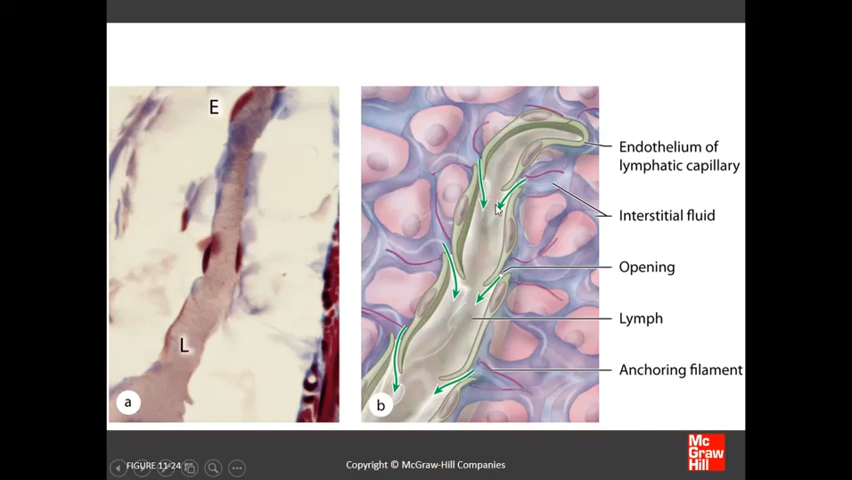 E
L
a
b
Endothelium of
lymphatic capillary
Interstitial fluid
Opening
Lymph
Anchoring filament
FIGURE 11-24
Copyright © McGraw-Hill Companies
Mc
Graw
Hill